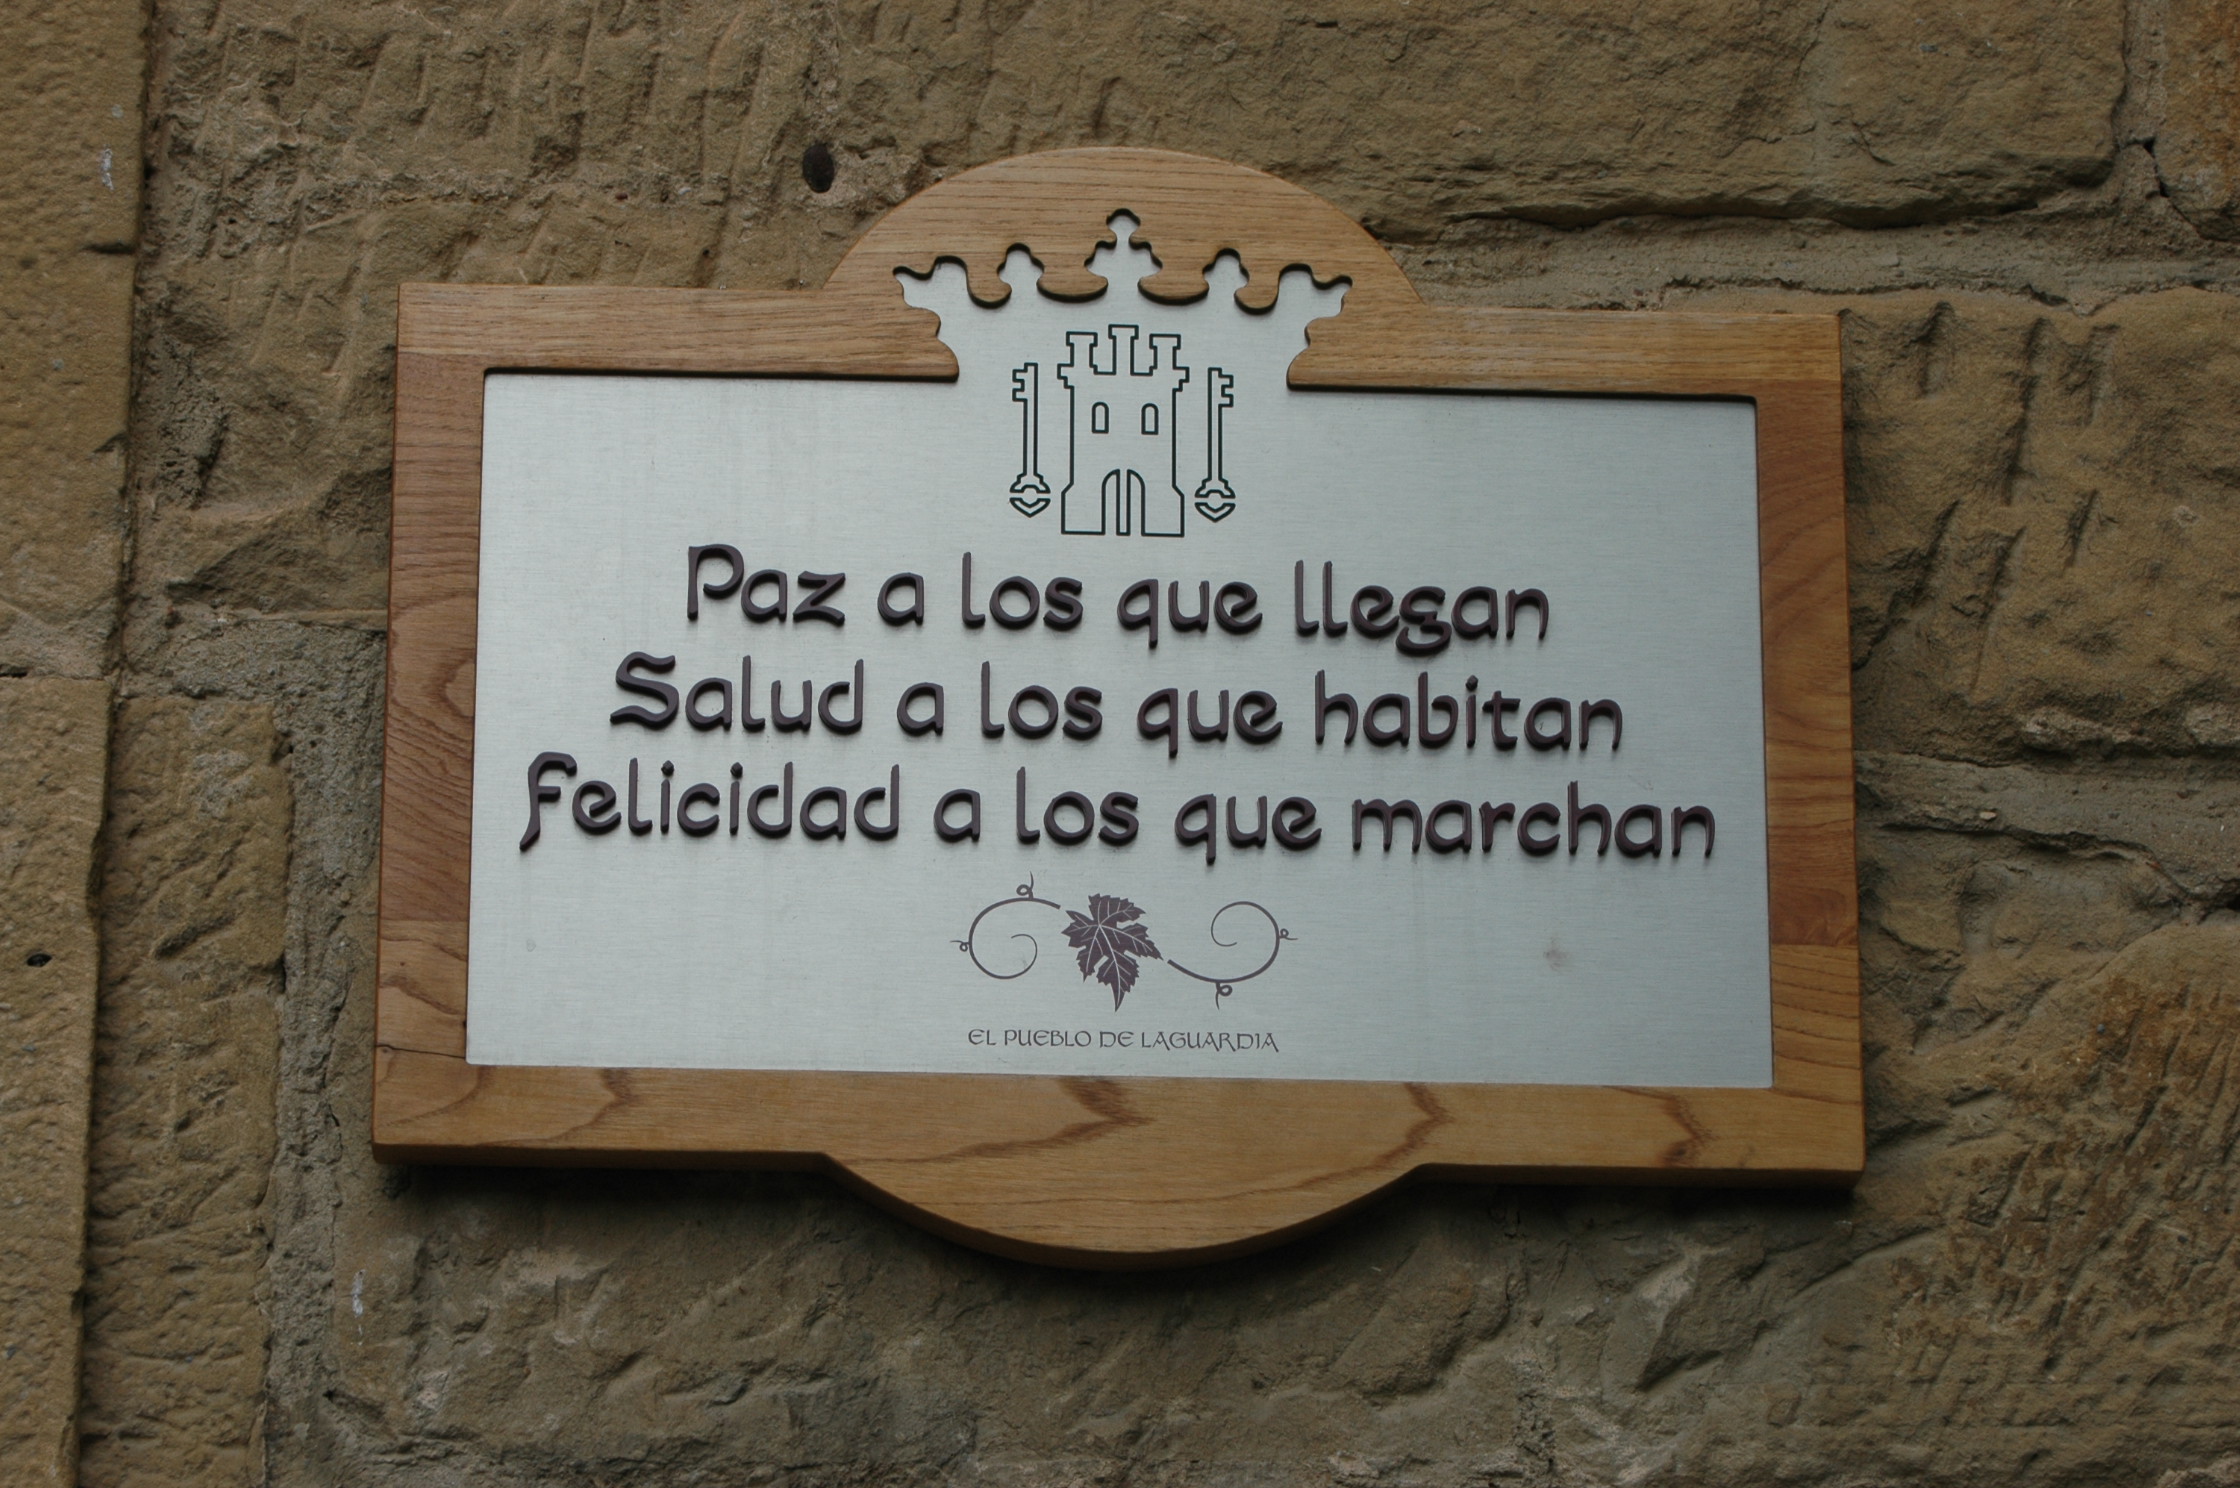 Paz a los que llegan
Salud a los que habitan
Felicidad a los que marchan
EL PUEBLO DE LAGUARDIA